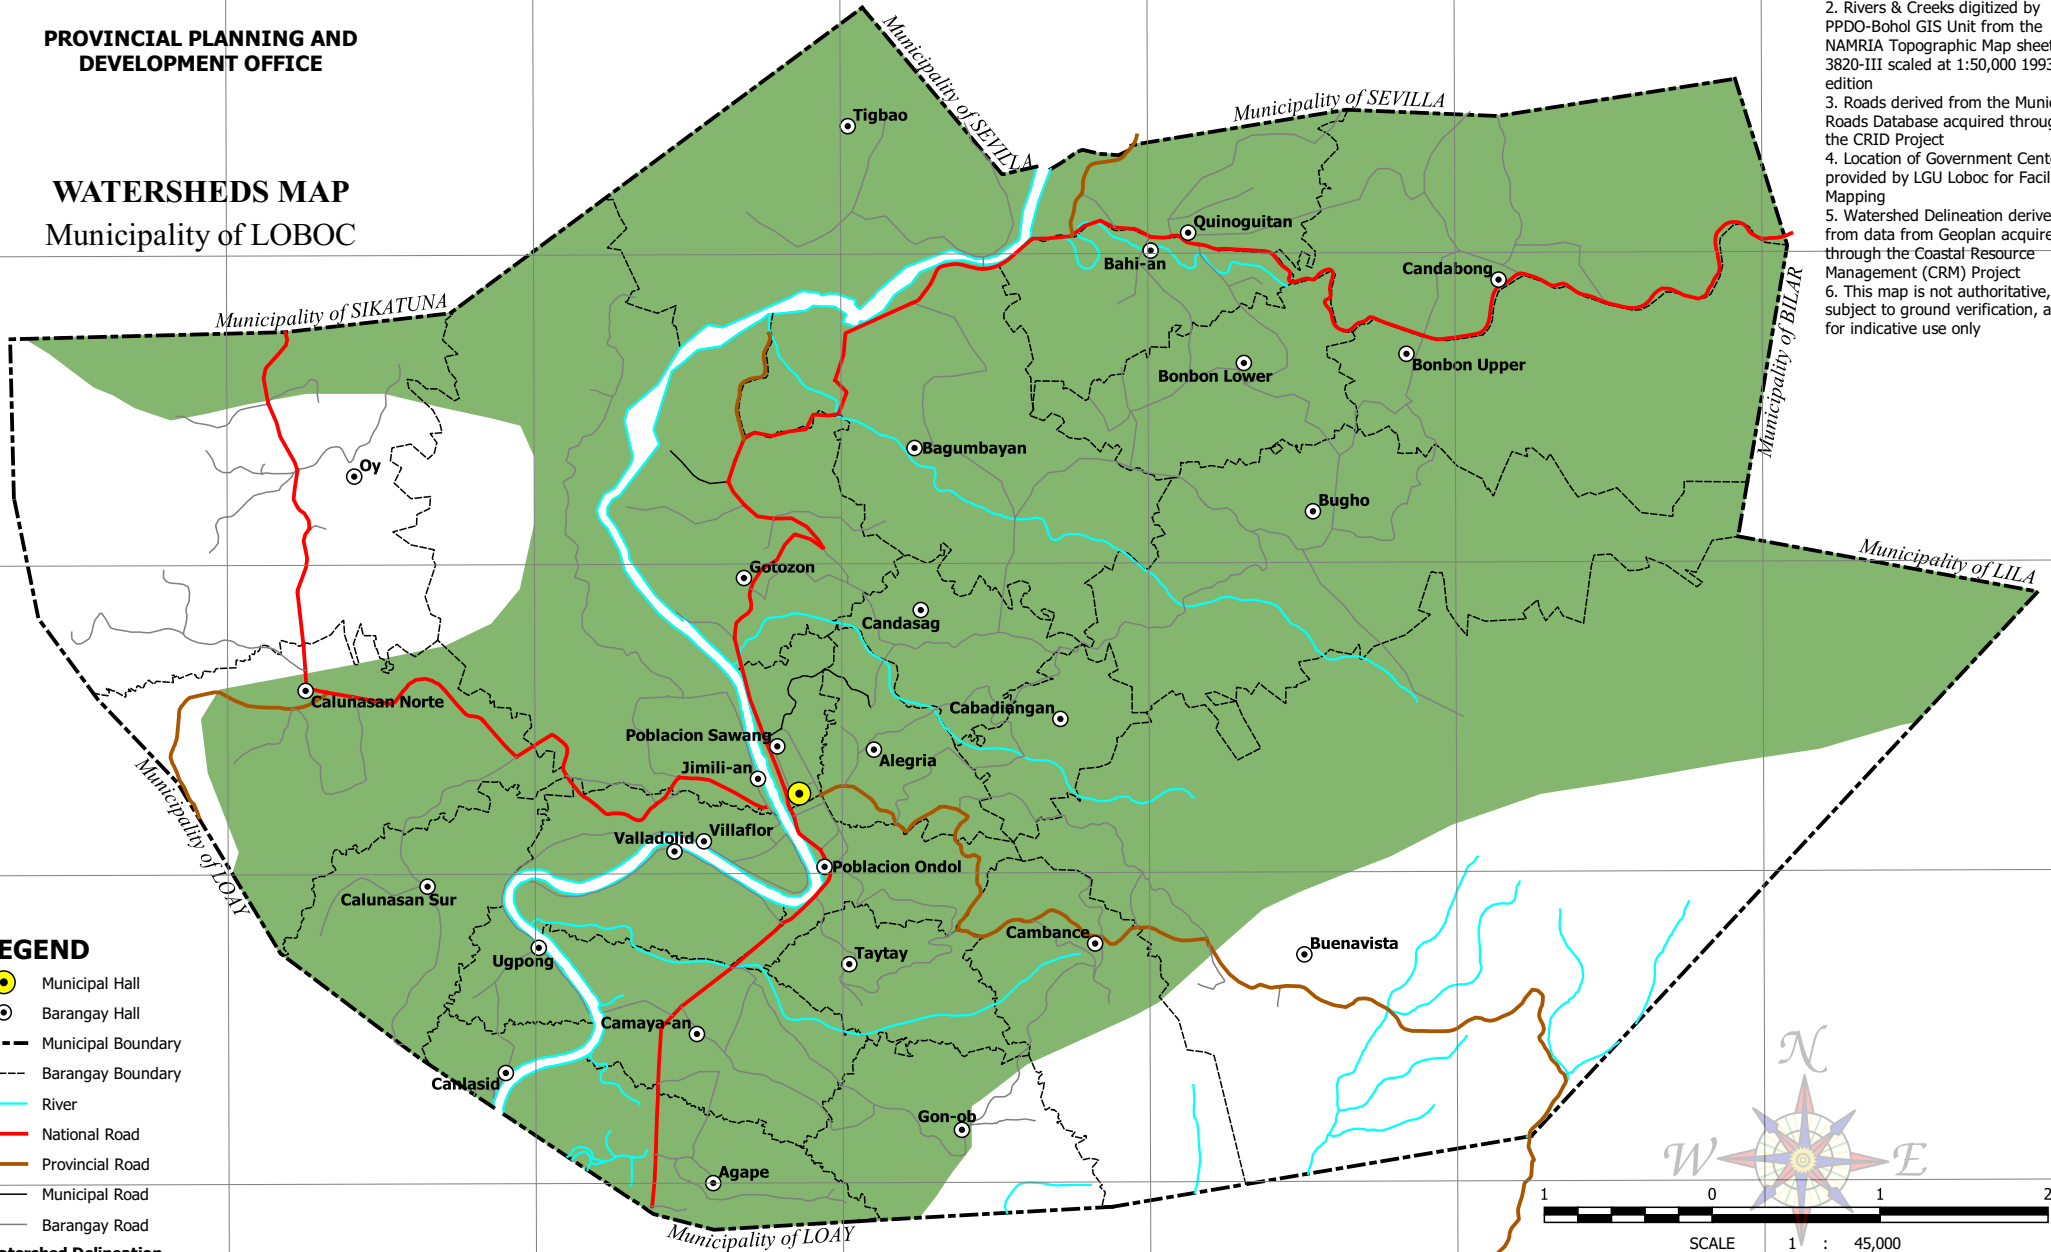 PROVINCIAL PLANNING AND
DEVELOPMENT OFFICE
WATERSHEDS MAP
Municipality of LOBOC
2. Rivers & Creeks digitized by
PPDO-Bohol GIS Unit from the
NAMRIA Topographic Map sheet
3820-III scaled at 1:50,000 1993
edition
3. Roads derived from the
Roads Database acquired
the CRID Project
4. Location of Government
provided by LGU Loboc for
Mapping
5. Watershed Delineation
from data from Geoplan
through the Coastal Resource
Management (CRM) Project
6. This map is not authoritative,
subject to ground verification,
for indicative use only
Municipality of SEVILLA
Municipality of SEVILLA
Municipality of SIKATUNA
Municipality of BILAR
Municipality of LILA
Municipality of LOAY
Municipality of LOAY
Tigbao
Quinoguitan
Bahi-an
Candabong
Bonbon Lower
Bonbon Upper
Bagumbayan
Oy
Bugho
Gotozon
Candasag
Calunasan Norte
Cabadiangan
Poblacion Sawang
Alegria
Jimili-an
Villaflor
Valladolid
Poblacion Ondol
Calunasan Sur
Ugpong
Taytay
Cambance
Buenavista
Camaya-an
Canlasid
Gon-ob
Agape
EGEND
Municipal Hall
Barangay Hall
Municipal Boundary
Barangay Boundary
River
National Road
Provincial Road
Municipal Road
Barangay Road
N
W
E
1 0 1 2
SCALE 1 : 45,000